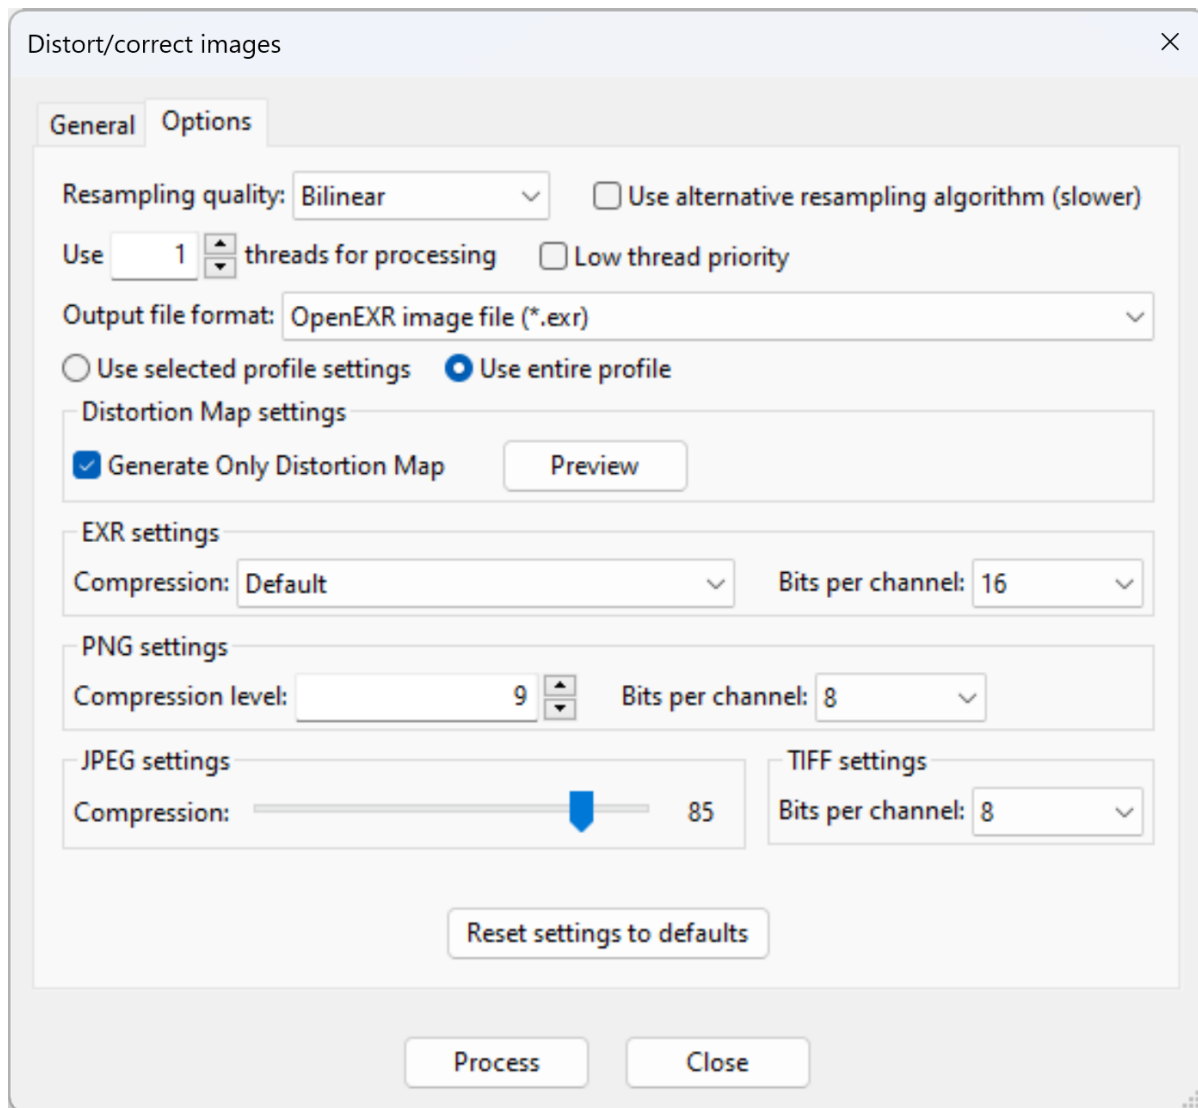 Distort/correct images
General Options
Resampling quality: Bilinear Use alternative resampling algorithm (slower)
Use 1 threads for processing Low thread priority
Output file format: OpenEXR image file (*.exr)
Use selected profile settings Use entire profile
Distortion Map settings
Generate Only Distortion Map Preview
EXR settings
Compression: Default Bits per channel: 16
PNG settings
Compression level: 9 Bits per channel: 8
JPEG settings TIFF settings
Compression: 85 Bits per channel: 8
Reset settings to defaults
Process Close